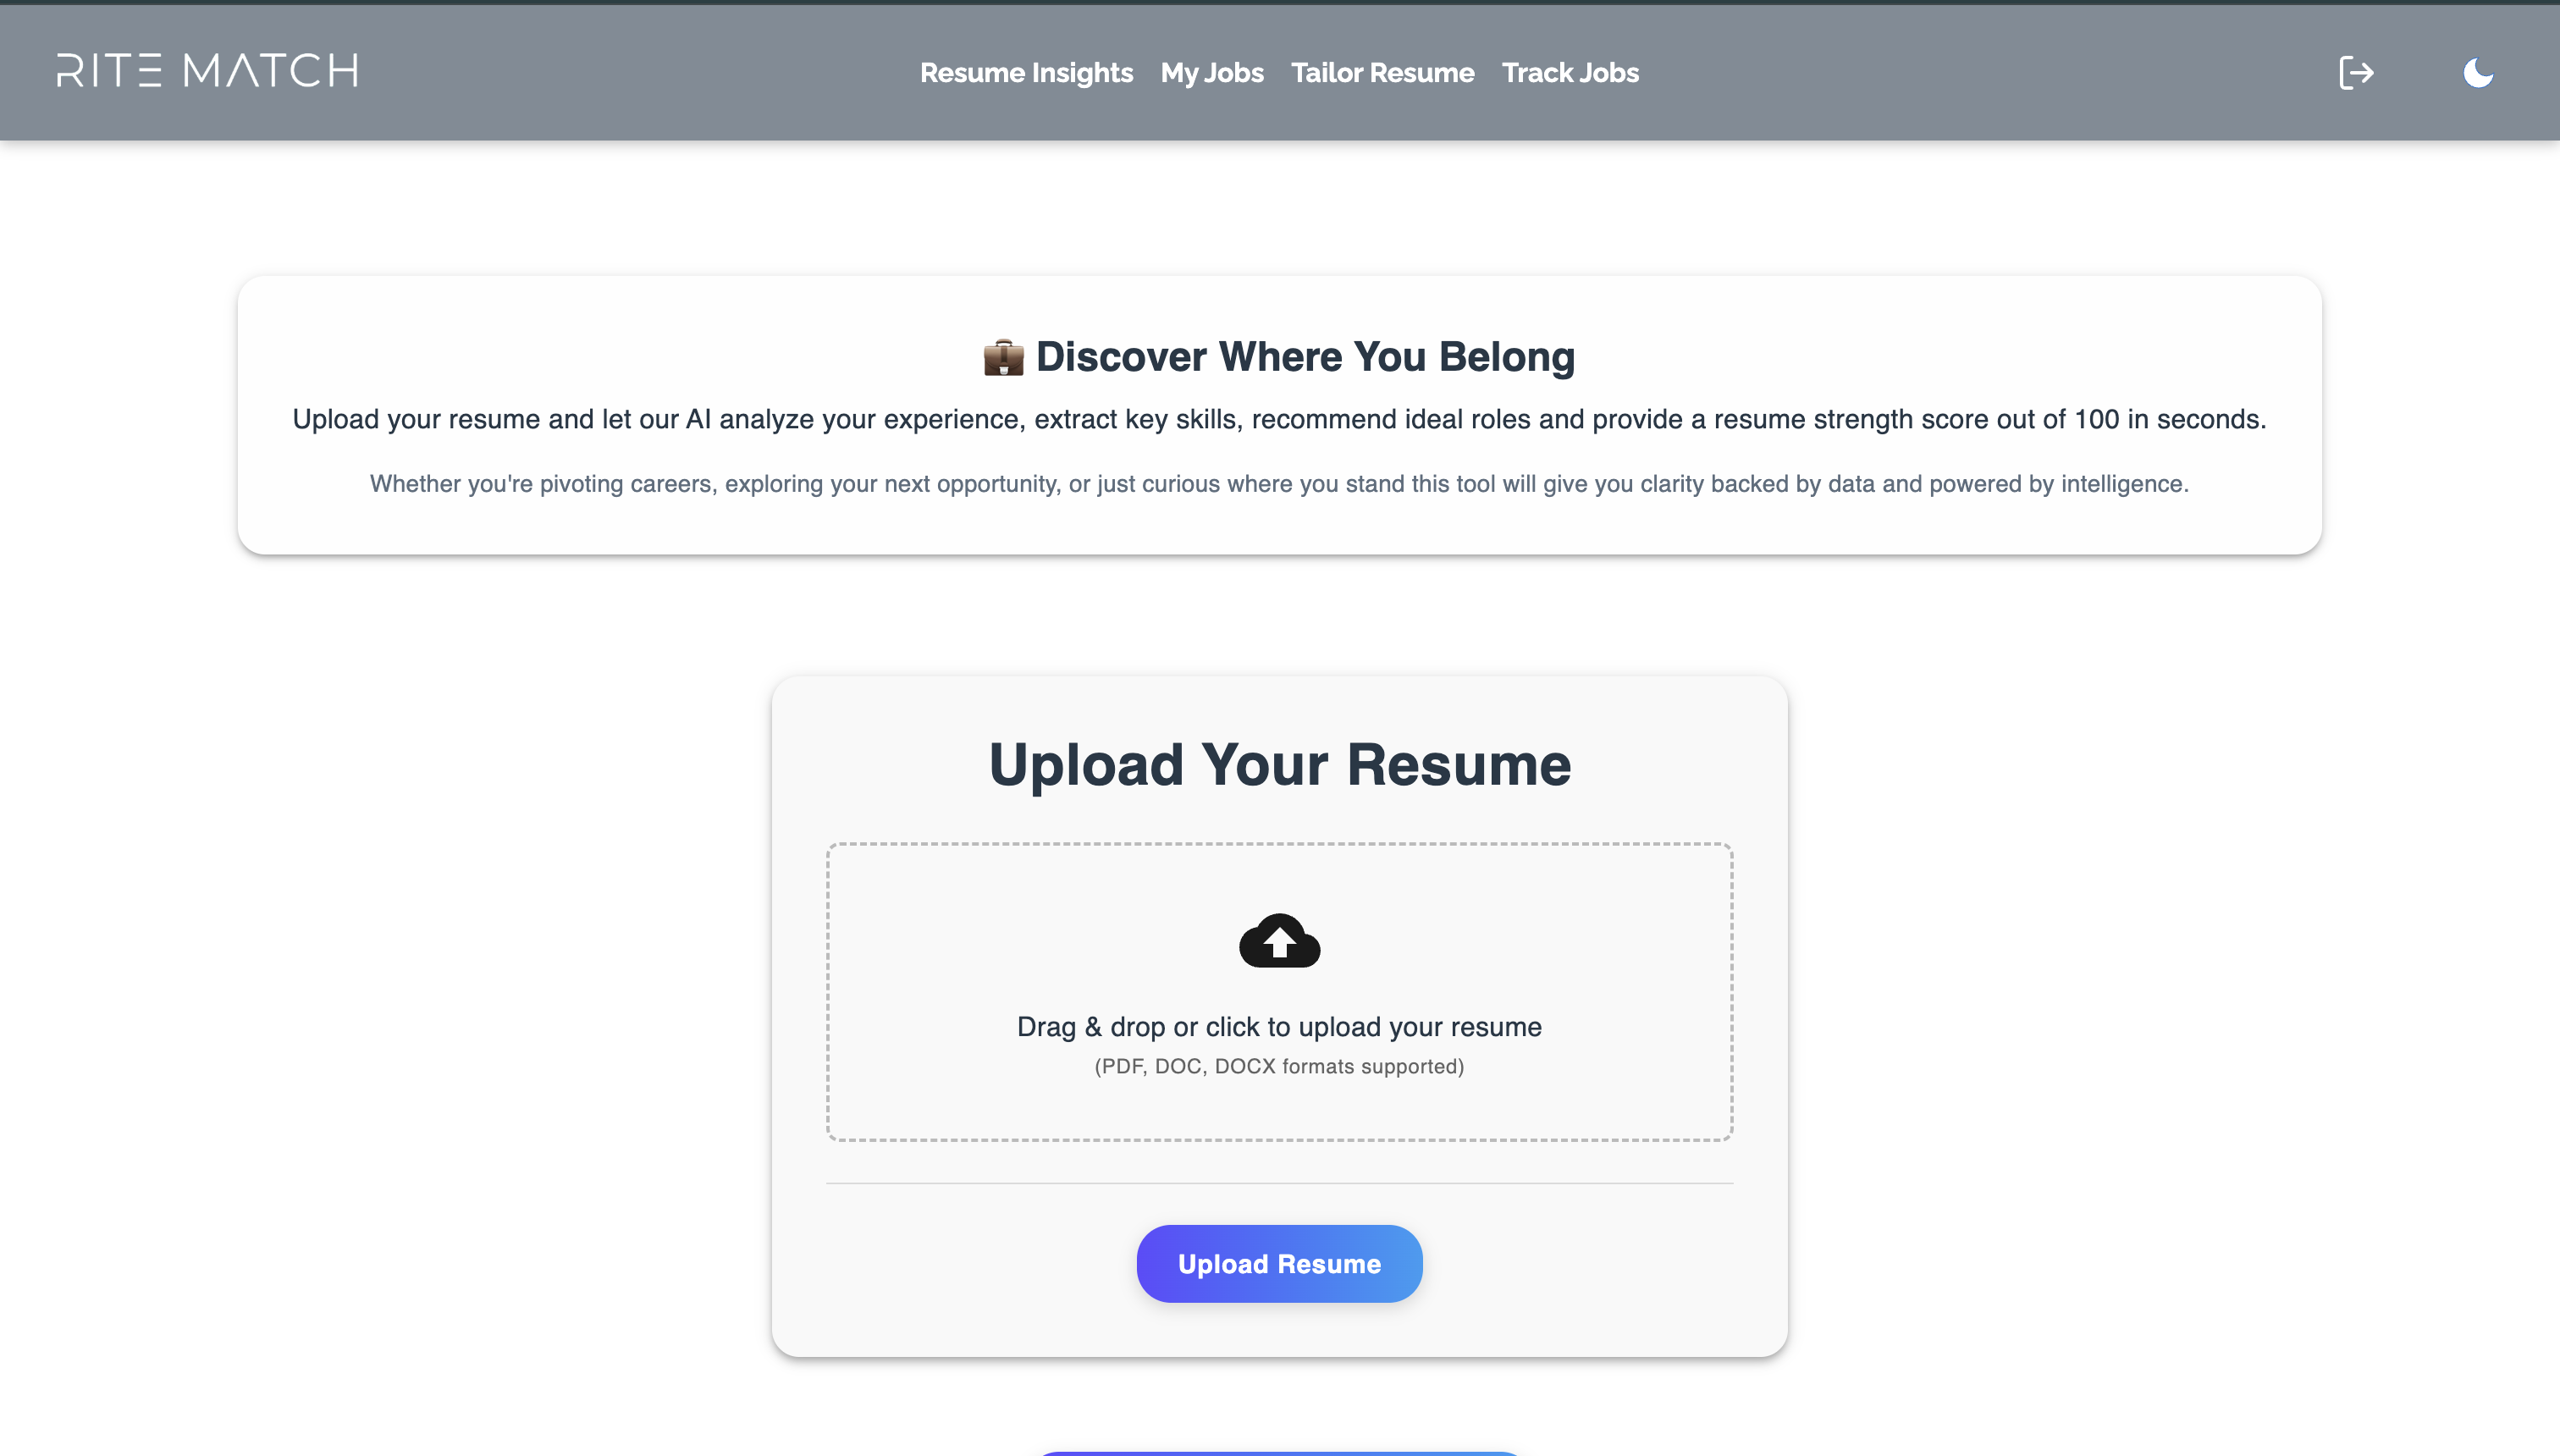 RITE MATCH
Resume Insights My Jobs Tailor Resume Track Jobs
Discover Where You Belong
Upload your resume and let our AI analyze your experience, extract key skills, recommend ideal roles and provide a resume strength score out of 100 in seconds.
Whether you're pivoting careers, exploring your next opportunity, or just curious where you stand this tool will give you clarity backed by data and powered by intelligence.
Upload Your Resume
Drag & drop or click to upload your resume
(PDF, DOC, DOCX formats supported)
Upload Resume